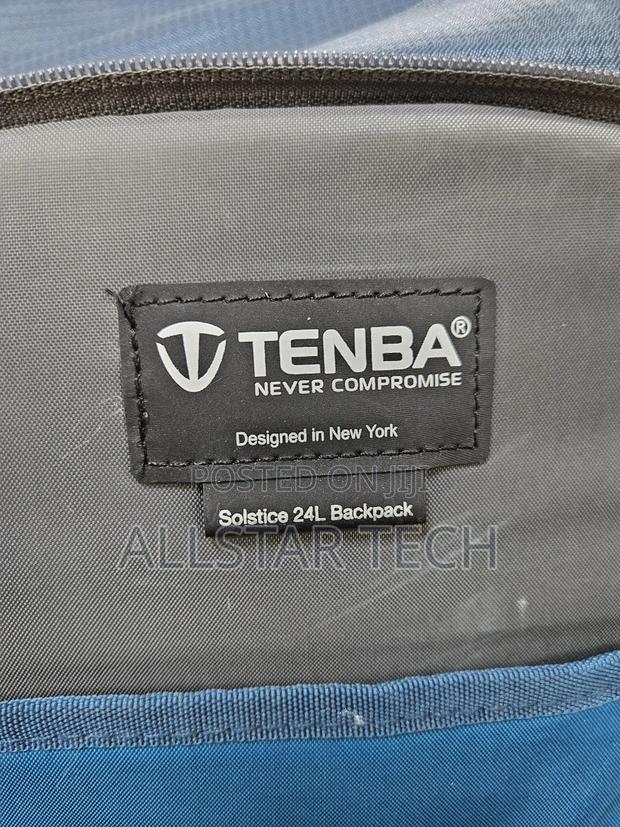 TENBA®
NEVER COMPROMISE
Designed in New York
POSTED ON JIJI
Solstice 24L Backpack
ALLSTAR TECH